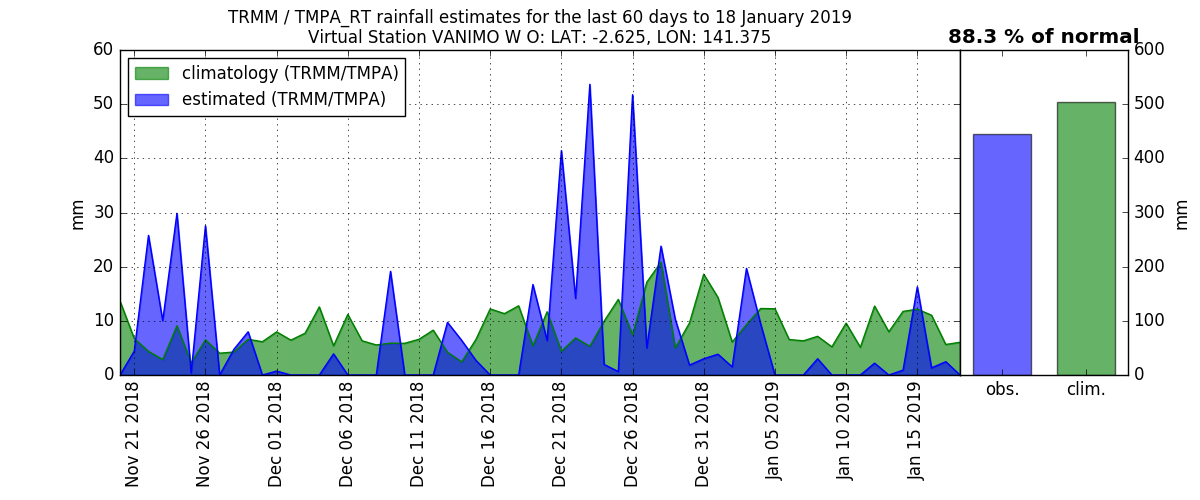 TRMM / TMPA_RT rainfall estimates for the last 60 days to 18 January 2019
Virtual Station VANIMO W O: LAT: -2.625, LON: 141.375
88.3 % of normal
climatology (TRMM/TMPA)
estimated (TRMM/TMPA)
mm
60
50
40
30
20
10
0
Nov 21 2018
Nov 26 2018
Dec 01 2018
Dec 06 2018
Dec 11 2018
Dec 16 2018
Dec 21 2018
Dec 26 2018
Dec 31 2018
Jan 05 2019
Jan 10 2019
Jan 15 2019
obs.
clim.
600
500
400
300
200
100
0
mm